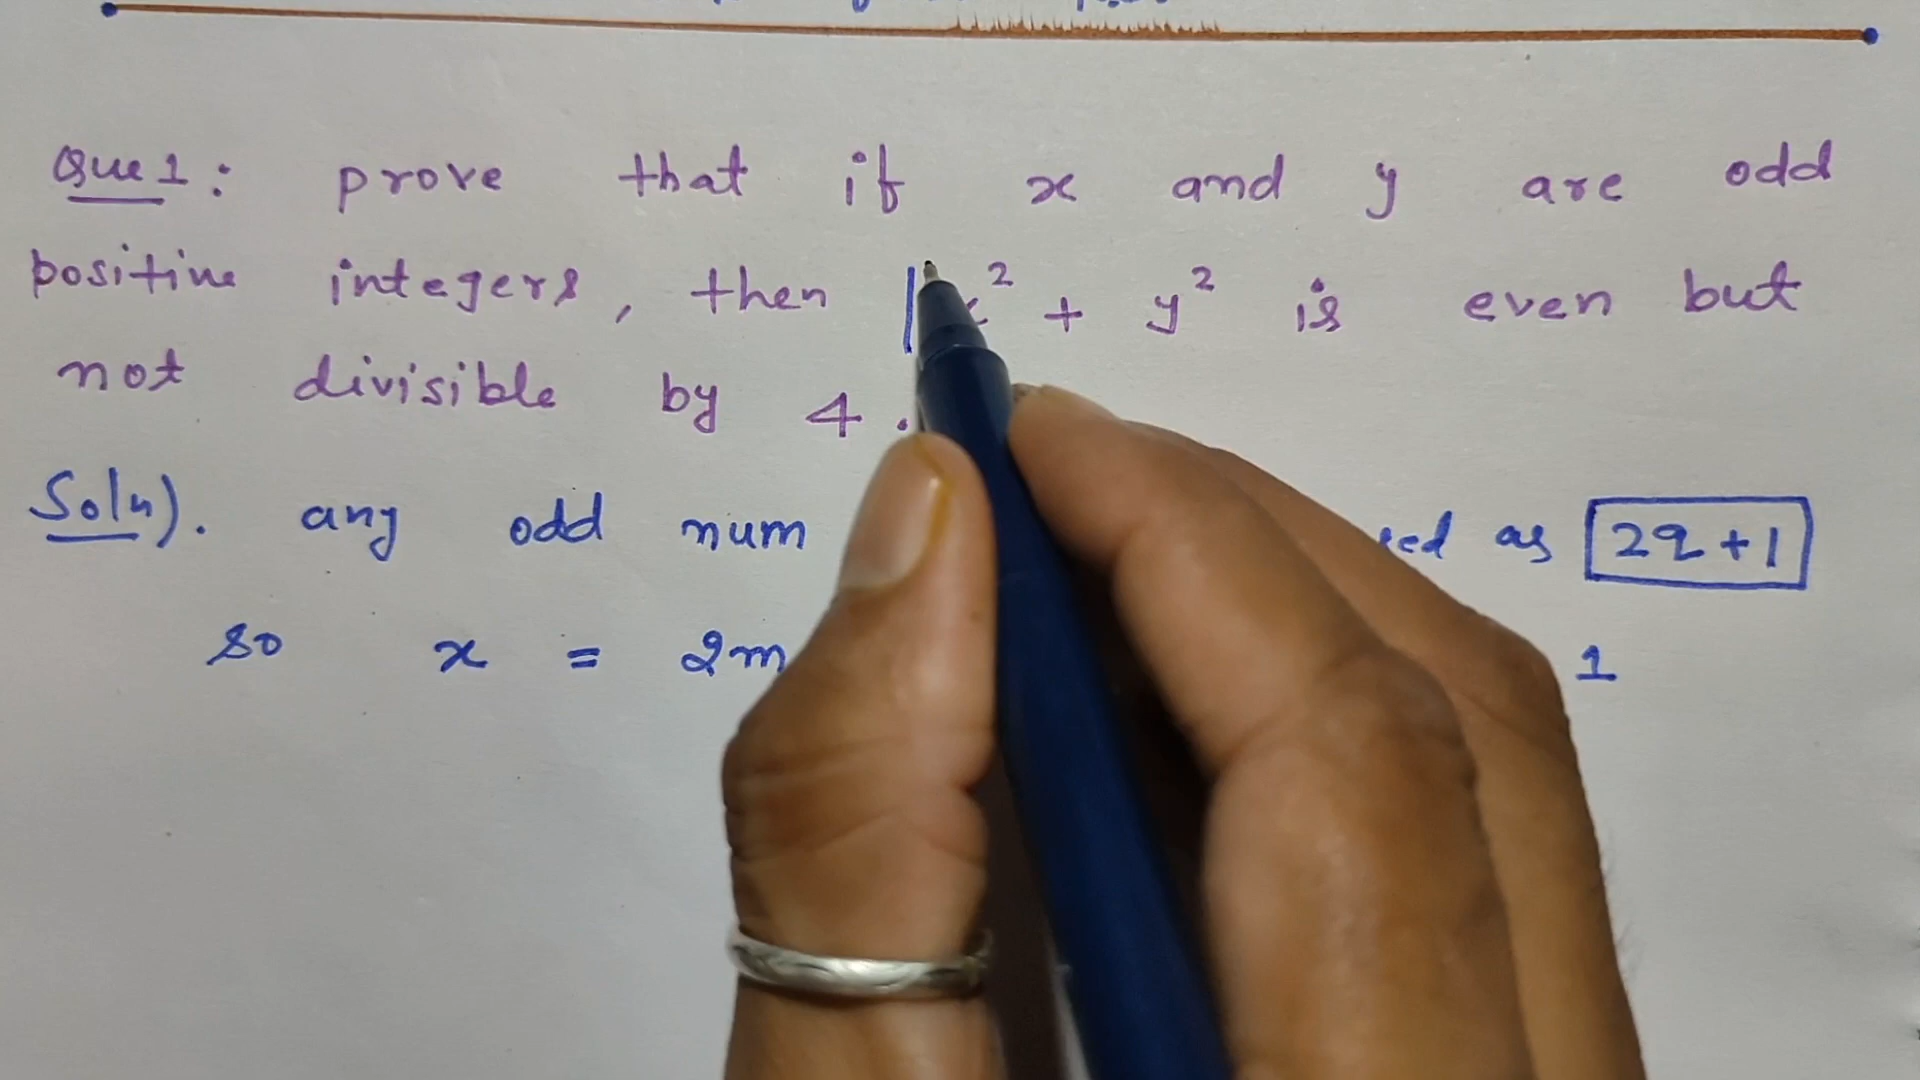 Que 1: prove that if x and y are odd
positive integers, then x² + y² is even but
not divisible by 4.
Soln). any odd num as 2q+1
so x = 2m 1